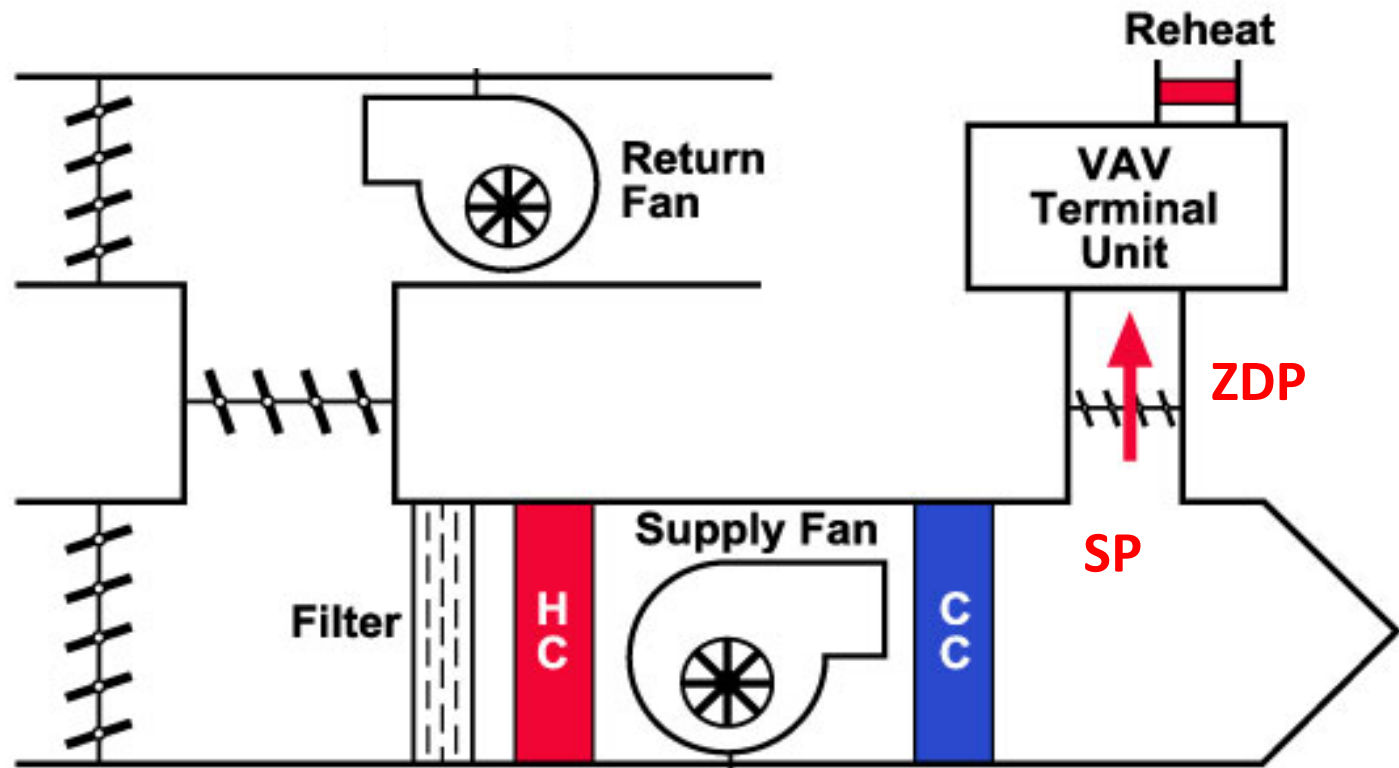 Reheat
Return
Fan
VAV
Terminal
Unit
ZDP
Supply Fan
SP
Filter
H
C
C
C